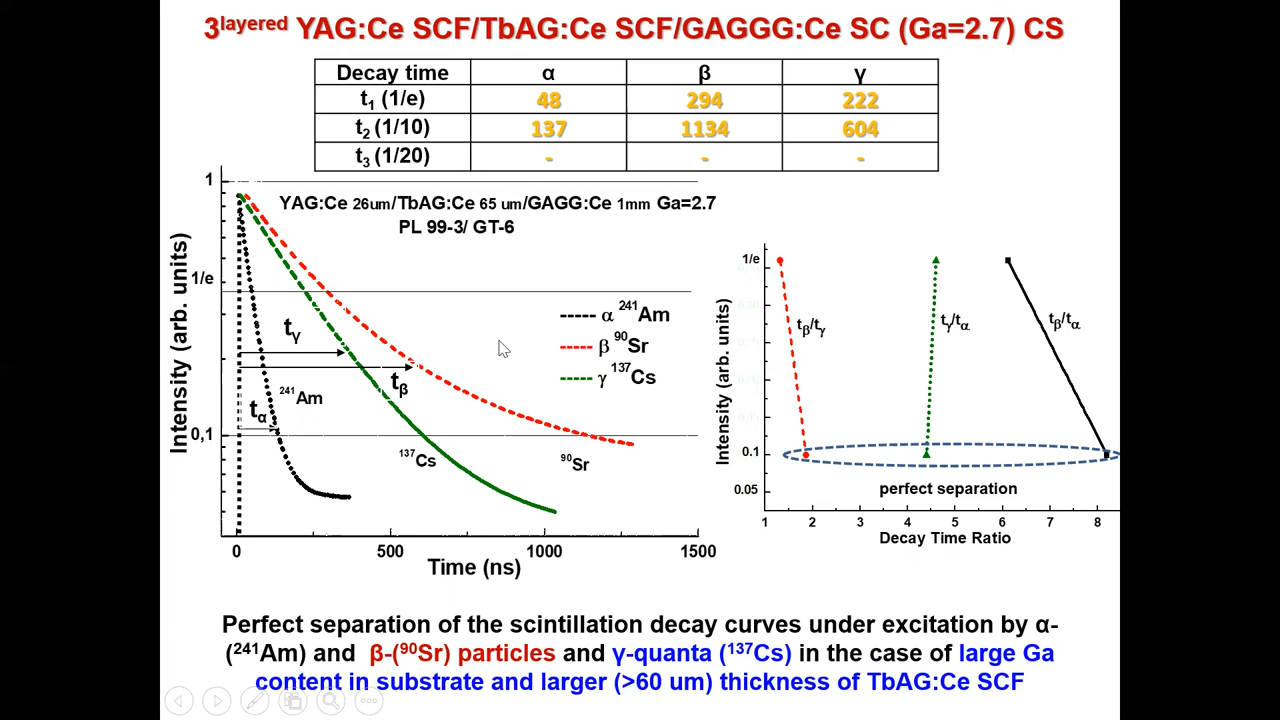 3layered YAG:Ce SCF/TbAG:Ce SCF/GAGGG:Ce SC (Ga=2.7) CS
Decay time α β γ
t1 (1/e) 48 294 222
t2 (1/10) 137 1134 604
t3 (1/20) - - -
YAG:Ce 26um/TbAG:Ce 65 um/GAGG:Ce 1mm Ga=2.7
PL 99-3/ GT-6
Intensity (arb. units)
1
1/e
0,1
tγ
tβ
tα
241Am
137Cs
90Sr
α 241Am
β 90Sr
γ 137Cs
0 500 1000 1500
Time (ns)
Intensity (arb. units)
1/e
0.1
0.05
tβ/tγ
tγ/tα
tβ/tα
perfect separation
1 2 3 4 5 6 7 8
Decay Time Ratio
Perfect separation of the scintillation decay curves under excitation by α-
(241Am) and β-(90Sr) particles and γ-quanta (137Cs) in the case of large Ga
content in substrate and larger (>60 um) thickness of TbAG:Ce SCF